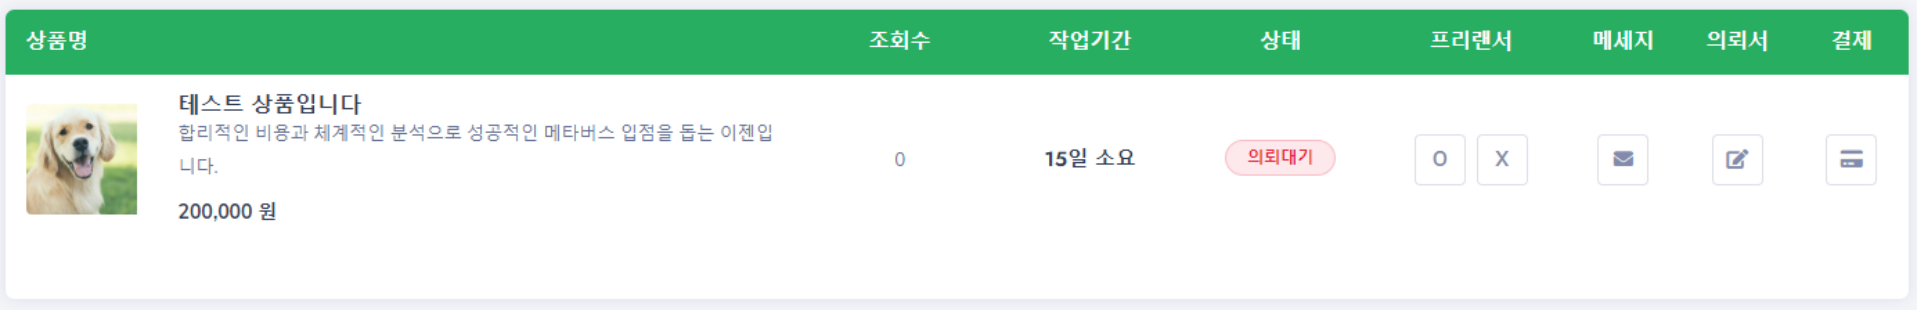 상품명 조회수 작업기간 상태 프리랜서 메세지 의뢰서 결제
테스트 상품입니다
합리적인 비용과 체계적인 분석으로 성공적인 메타버스 입점을 돕는 이젠입
니다.
0 15일 소요 의뢰대기 O X
200,000 원